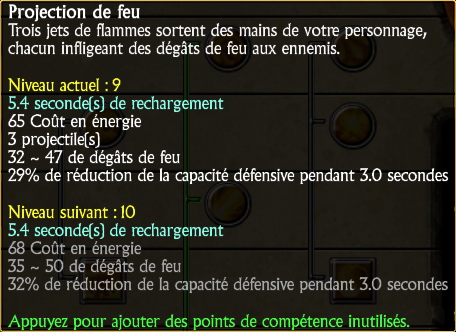 Projection de feu
Trois jets de flammes sortent des mains de votre personnage,
chacun infligeant des dégâts de feu aux ennemis.
Niveau actuel : 9
5.4 seconde(s) de rechargement
65 Coût en énergie
3 projectile(s)
32 ~ 47 de dégâts de feu
29% de réduction de la capacité défensive pendant 3.0 secondes
Niveau suivant : 10
5.4 seconde(s) de rechargement
68 Coût en énergie
35 ~ 50 de dégâts de feu
32% de réduction de la capacité défensive pendant 3.0 secondes
Appuyez pour ajouter des points de compétence inutilisés.